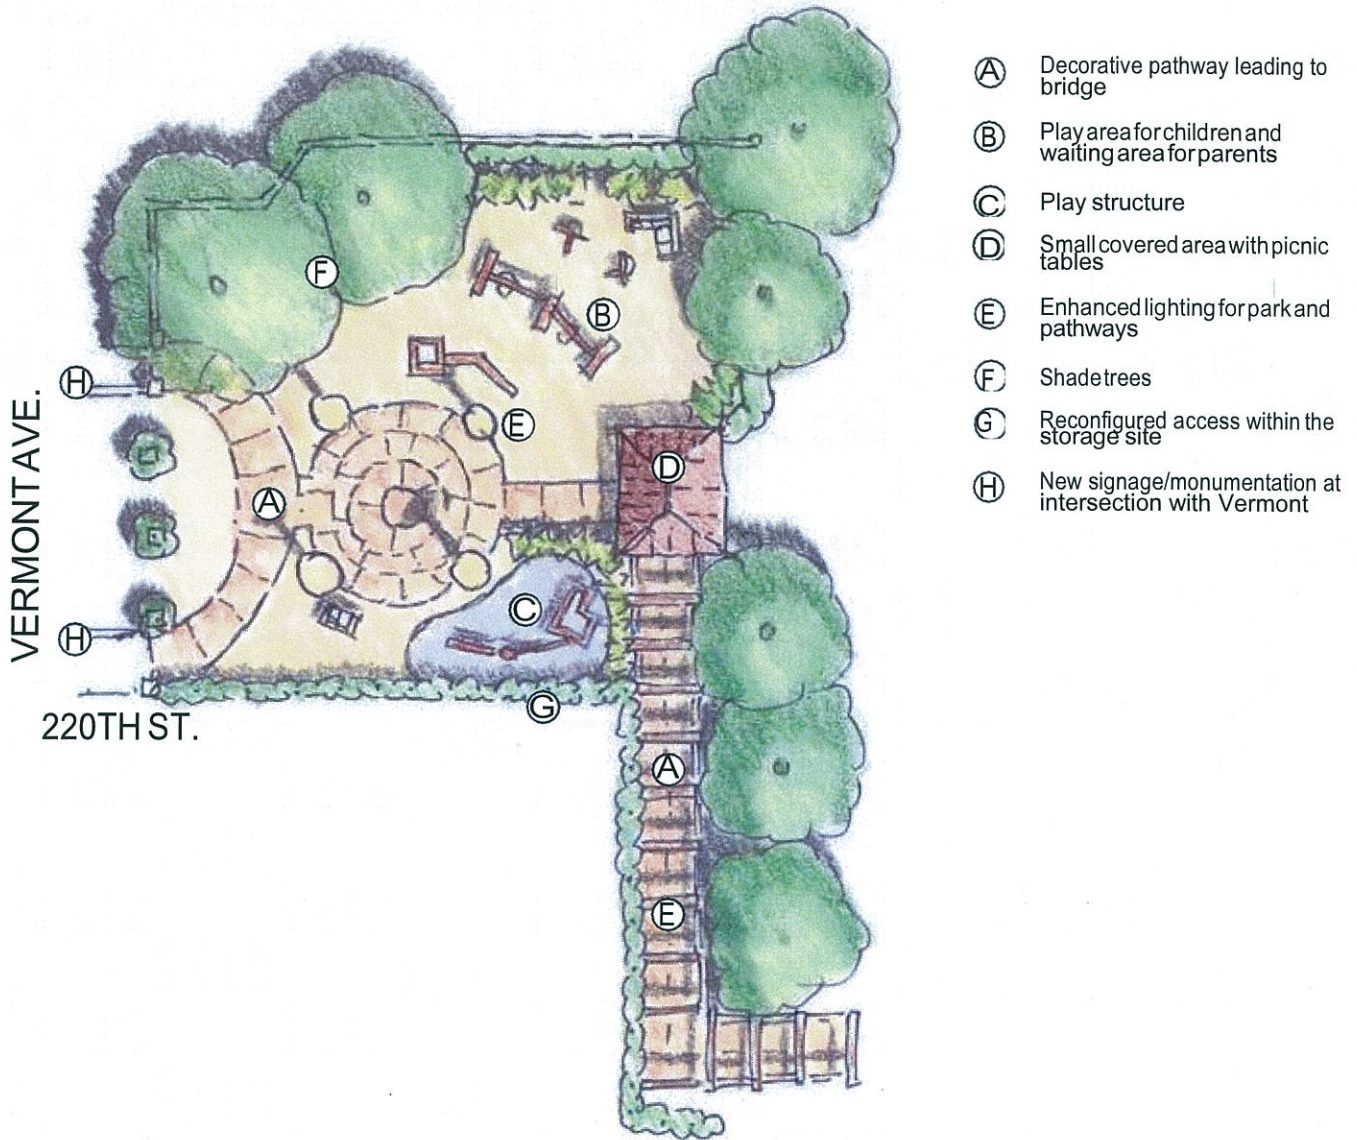 A Decorative pathway leading to
bridge
B Play area for children and
waiting area for parents
C Play structure
D Small covered area with picnic
tables
E Enhanced lighting for park and
pathways
F Shade trees
G Reconfigured access within the
storage site
H New signage/monumentation at
intersection with Vermont
F
B
H
E
D
A
C
H
G
A
E
VERMONT AVE.
220TH ST.